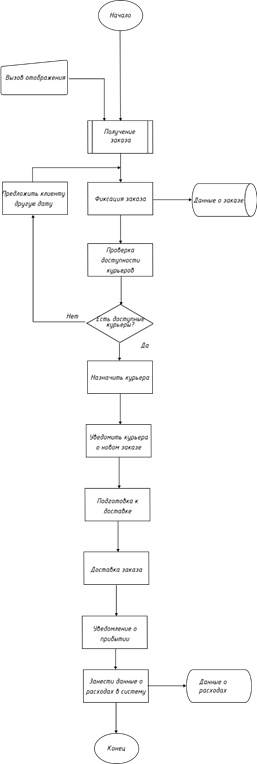 Начало
Вызов отображения
Получение
заказа
Предложить клиенту
другую дату
Фиксация заказа
Данные о заказе
Проверка
доступности
курьеров
Есть доступные
курьеры?
Нет
Да
Назначить курьера
Уведомить курьера
о новом заказе
Подготовка к
доставке
Доставка заказа
Уведомление о
прибытии
Занести данные о
расходах в систему
Данные о
расходах
Конец